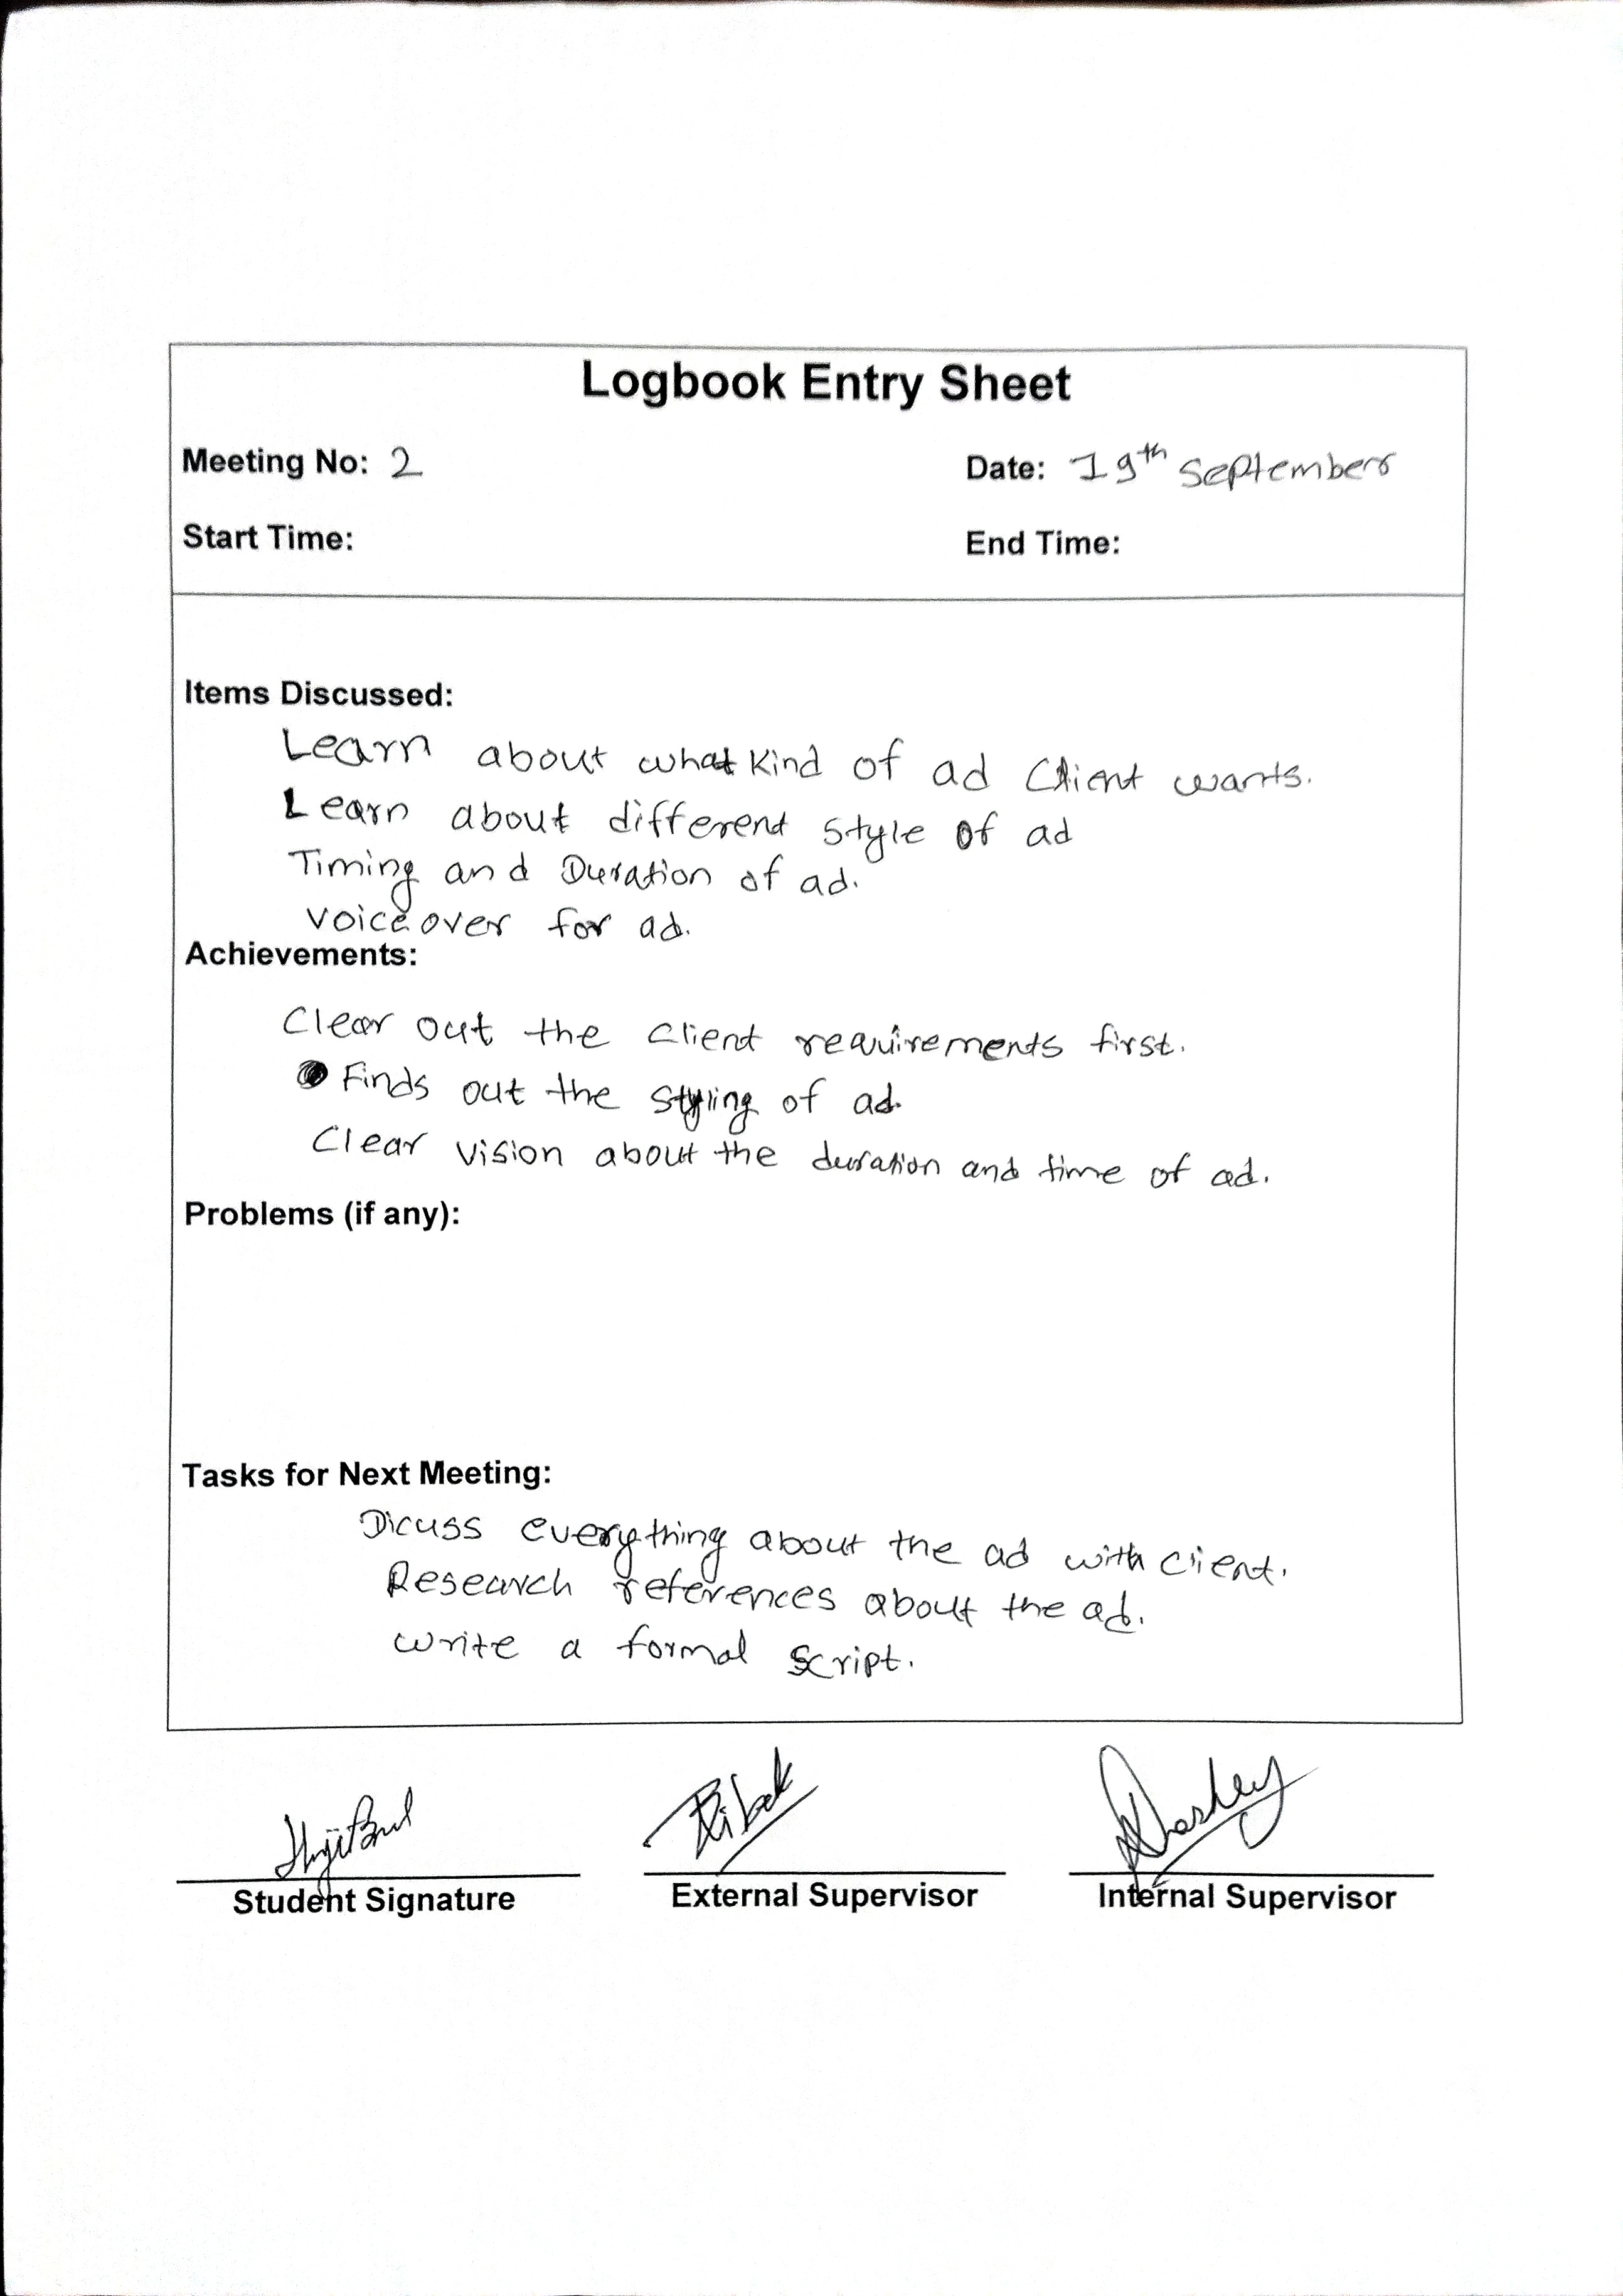 Logbook Entry Sheet
Meeting No: 2 Date: 19th September
Start Time: End Time:
Items Discussed:
Learn about what kind of ad Client wants.
Learn about different style of ad
Timing and Duration of ad.
voice over for ad.
Achievements:
Clear out the client requirements first.
Finds out the styling of ad.
Clear vision about the duration and time of ad.
Problems (if any):
Tasks for Next Meeting:
Dicuss everything about the ad with client.
Research references about the ad.
write a formal script.
Student Signature External Supervisor Internal Supervisor